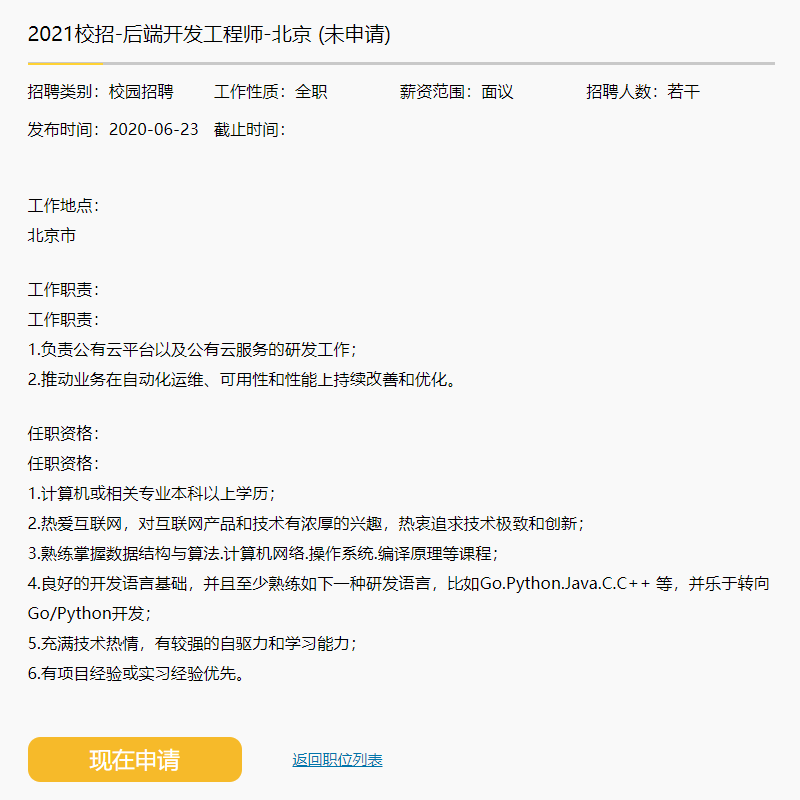 2021校招-后端开发工程师-北京 (未申请)
招聘类别：校园招聘 工作性质：全职 薪资范围：面议 招聘人数：若干
发布时间：2020-06-23 截止时间：
工作地点：
北京市
工作职责：
工作职责：
1.负责公有云平台以及公有云服务的研发工作；
2.推动业务在自动化运维、可用性和性能上持续改善和优化。
任职资格：
任职资格：
1.计算机或相关专业本科以上学历；
2.热爱互联网，对互联网产品和技术有浓厚的兴趣，热衷追求技术极致和创新；
3.熟练掌握数据结构与算法.计算机网络.操作系统.编译原理等课程；
4.良好的开发语言基础，并且至少熟练如下一种研发语言，比如Go.Python.Java.C.C++ 等，并乐于转向
Go/Python开发；
5.充满技术热情，有较强的自驱力和学习能力；
6.有项目经验或实习经验优先。
现在申请 返回职位列表